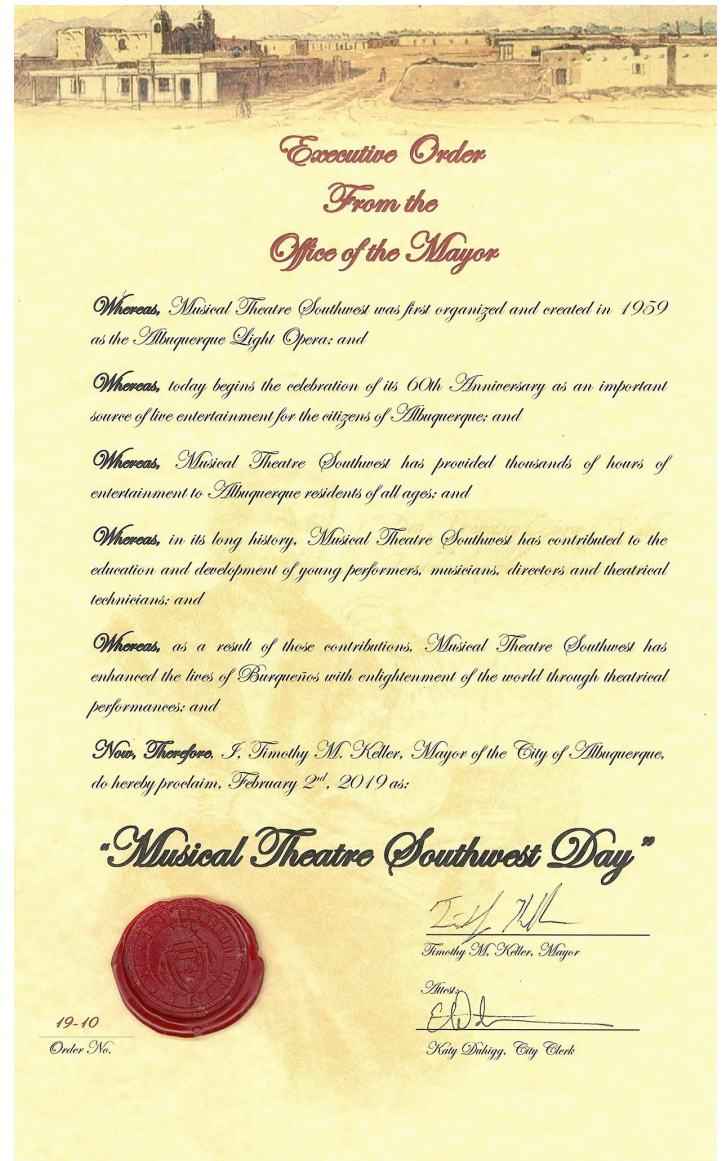 Executive Order
From the
Office of the Mayor
Whereas, Musical Theatre Southwest was first organized and created in 1959
as the Albuquerque Light Opera; and
Whereas, today begins the celebration of its 60th Anniversary as an important
source of live entertainment for the citizens of Albuquerque; and
Whereas, Musical Theatre Southwest has provided thousands of hours of
entertainment to Albuquerque residents of all ages; and
Whereas, in its long history, Musical Theatre Southwest has contributed to the
education and development of young performers, musicians, directors and theatrical
technicians; and
Whereas, as a result of those contributions, Musical Theatre Southwest has
enhanced the lives of Burqueños with enlightenment of the world through theatrical
performances; and
Now, Therefore, I, Timothy M. Keller, Mayor of the City of Albuquerque,
do hereby proclaim, February 2nd, 2019 as:
"Musical Theatre Southwest Day"
Timothy M. Keller, Mayor
Attest:
19-10
Order No.
Katy Duhigg, City Clerk